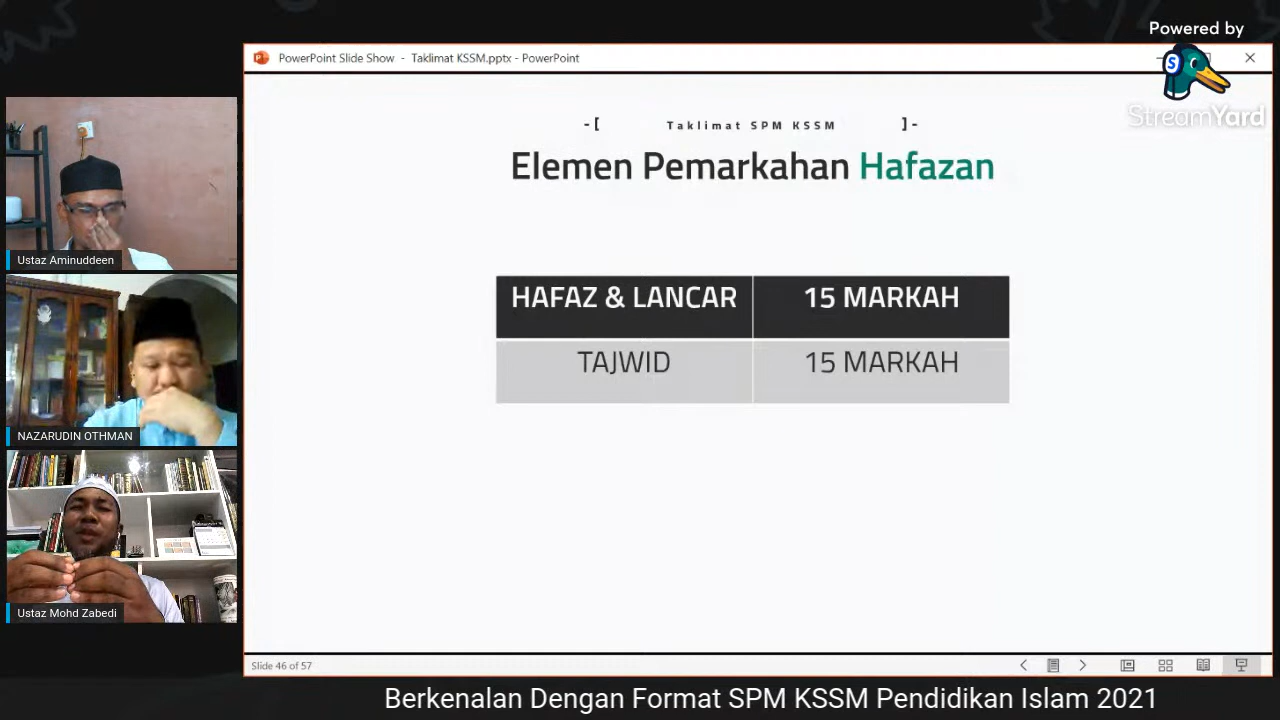 Powered by
StreamYard
PowerPoint Slide Show - Taklimat KSSM.pptx - PowerPoint
-[ Taklimat SPM KSSM ]-
Elemen Pemarkahan Hafazan
HAFAZ & LANCAR 15 MARKAH
TAJWID 15 MARKAH
Ustaz Aminuddeen
NAZARUDIN OTHMAN
Ustaz Mohd Zabedi
Slide 46 of 57
Berkenalan Dengan Format SPM KSSM Pendidikan Islam 2021